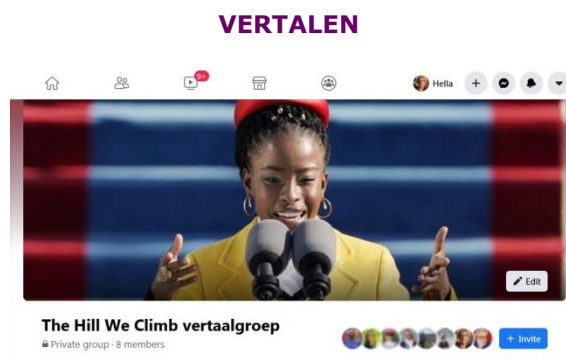 VERTALEN
9+
Hella
Edit
The Hill We Climb vertaalgroep
Private group · 8 members
+ Invite